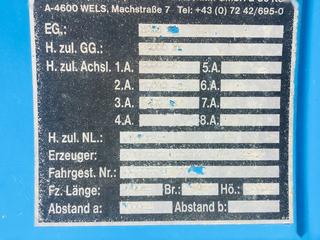 A-4600 WELS, Machstraße 7 Tel: +43 (0) 72 42/695-0
EG.:
H. zul. GG.:
H. zul. Achsl. 1.A. 5.A.
2.A. 6.A.
3.A. 7.A.
4.A. 8.A.
H. zul. NL.:
Erzeuger:
Fahrgest. Nr.:
Fz. Länge: Br.: Hö.:
Abstand a: Abstand b: